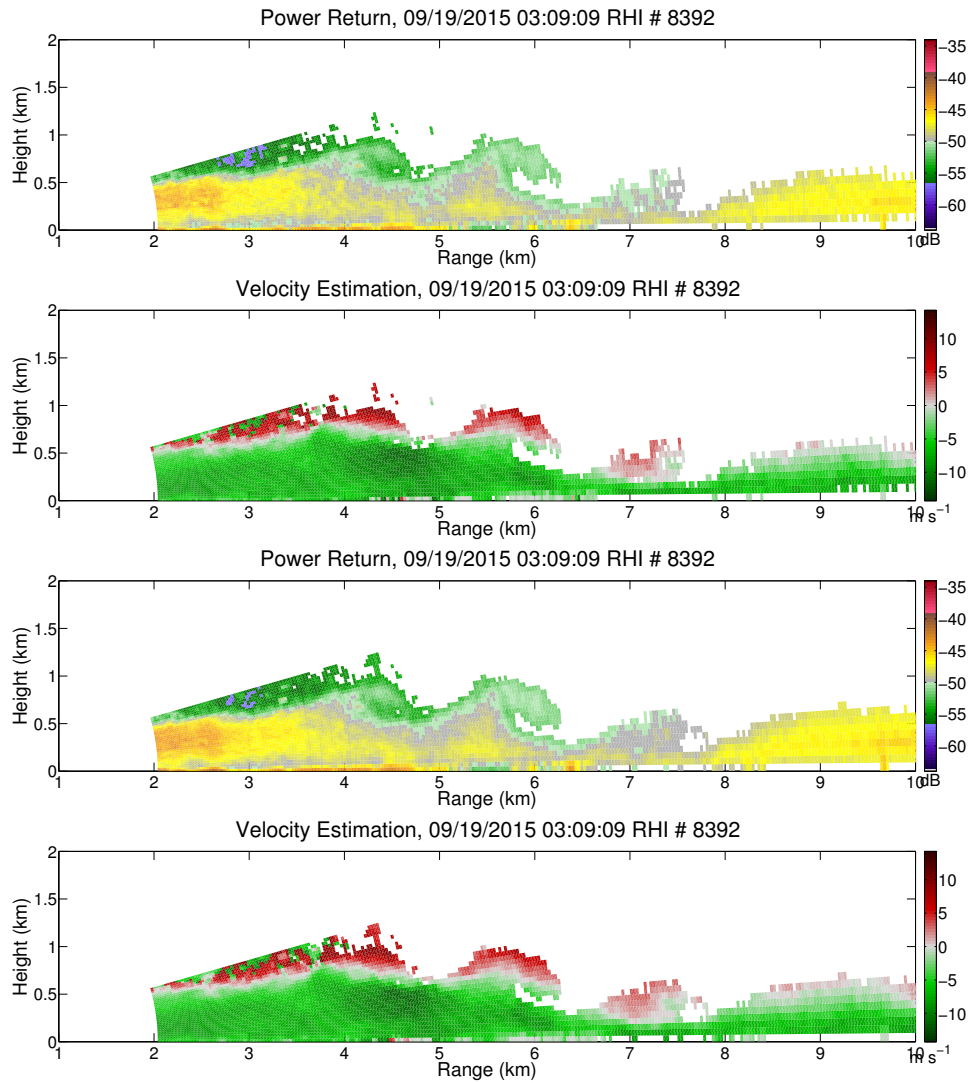 Power Return, 09/19/2015 03:09:09 RHI # 8392
2
1.5
1
0.5
0
Height (km)
1 2 3 4 5 6 7 8 9 10
Range (km)
−35
−40
−45
−50
−55
−60
dB
Velocity Estimation, 09/19/2015 03:09:09 RHI # 8392
2
1.5
1
0.5
0
Height (km)
1 2 3 4 5 6 7 8 9 10
Range (km)
10
5
0
−5
−10
m s⁻¹
Power Return, 09/19/2015 03:09:09 RHI # 8392
2
1.5
1
0.5
0
Height (km)
1 2 3 4 5 6 7 8 9 10
Range (km)
−35
−40
−45
−50
−55
−60
dB
Velocity Estimation, 09/19/2015 03:09:09 RHI # 8392
2
1.5
1
0.5
0
Height (km)
1 2 3 4 5 6 7 8 9 10
Range (km)
10
5
0
−5
−10
m s⁻¹